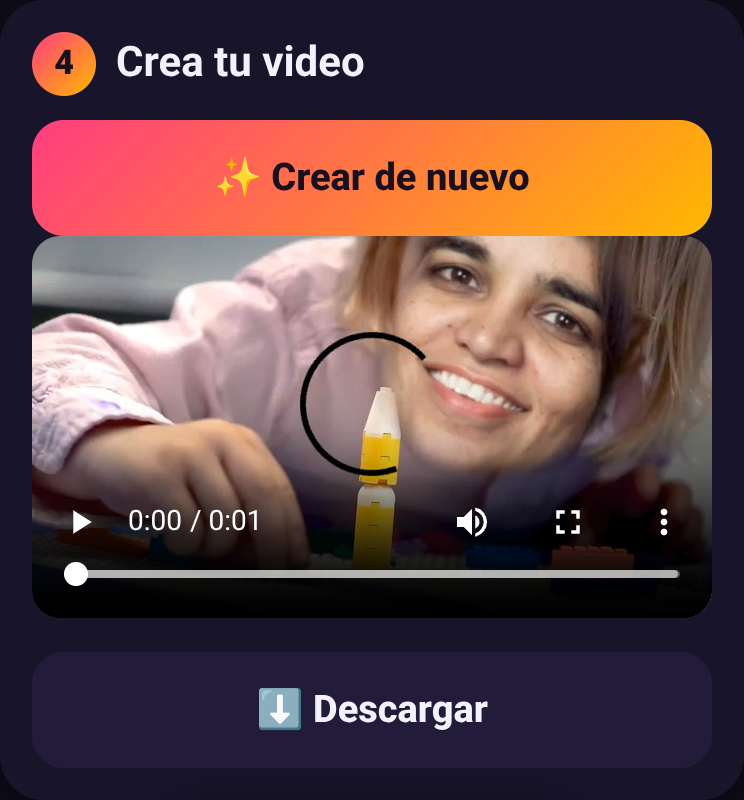 4
Crea tu video
✨ Crear de nuevo
0:00 / 0:01
⬇️ Descargar